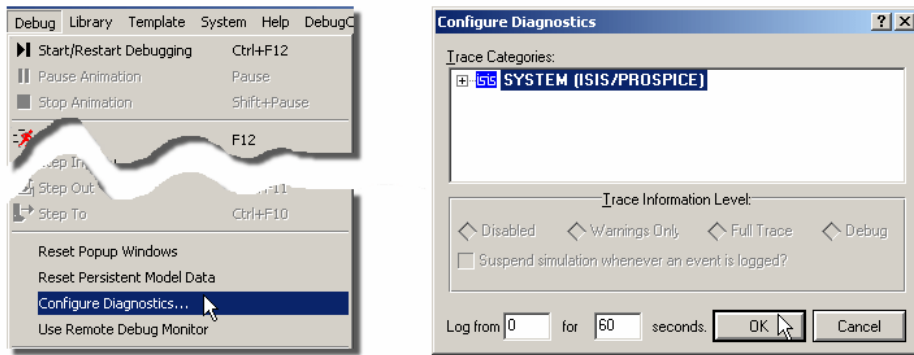 Debug Library Template System Help
Start/Restart Debugging Ctrl+F12
Pause Animation Pause
Stop Animation Shift+Pause
F12
Step Out
Step To Ctrl+F10
Reset Popup Windows
Reset Persistent Model Data
Configure Diagnostics...
Use Remote Debug Monitor
Configure Diagnostics
Trace Categories:
isis SYSTEM (ISIS/PROSPICE)
Trace Information Level:
Disabled Warnings Only Full Trace Debug
Suspend simulation whenever an event is logged?
Log from 0 for 60 seconds. OK Cancel